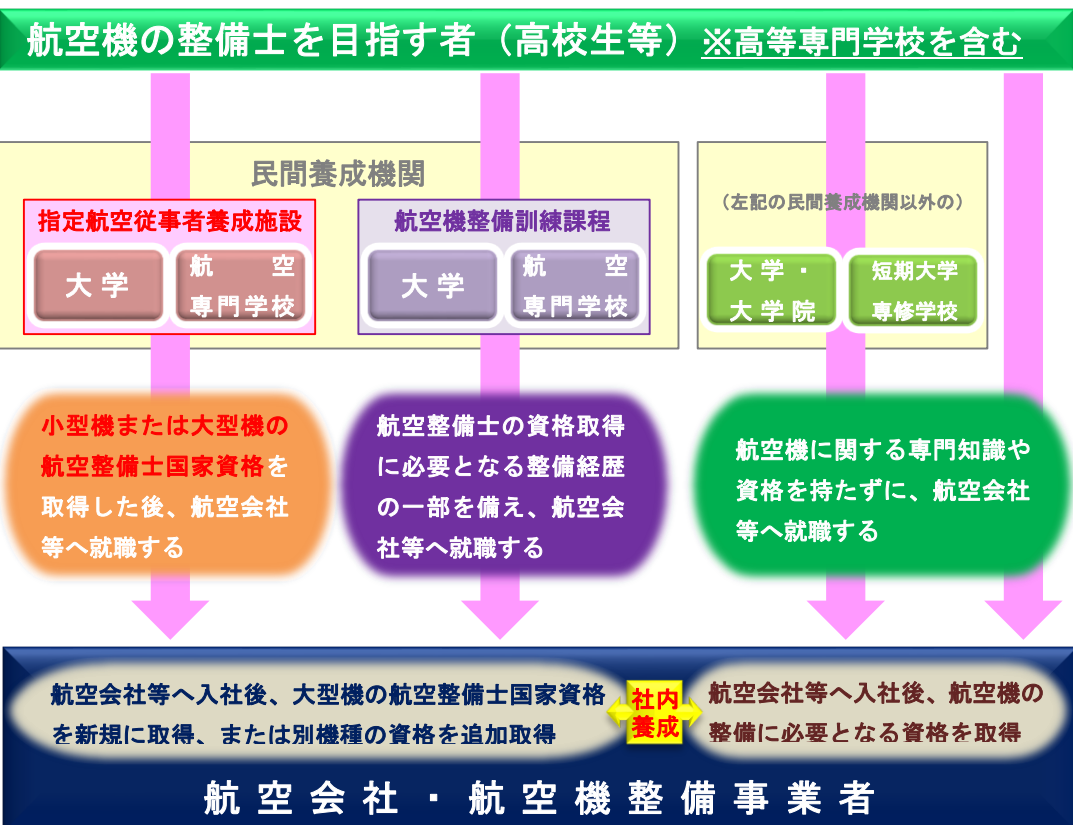 航空機の整備士を目指す者（高校生等）※高等専門学校を含む
民間養成機関
指定航空従事者養成施設
大学
航空
専門学校
航空機整備訓練課程
大学
航空
専門学校
（左記の民間養成機関以外の）
大学・
大学院
短期大学
専修学校
小型機または大型機の
航空整備士国家資格を
取得した後、航空会社
等へ就職する
航空整備士の資格取得
に必要となる整備経歴
の一部を備え、航空会
社等へ就職する
航空機に関する専門知識や
資格を持たずに、航空会社
等へ就職する
航空会社等へ入社後、大型機の航空整備士国家資格
を新規に取得、または別機種の資格を追加取得
社内
養成
航空会社等へ入社後、航空機の
整備に必要となる資格を取得
航空会社・航空機整備事業者